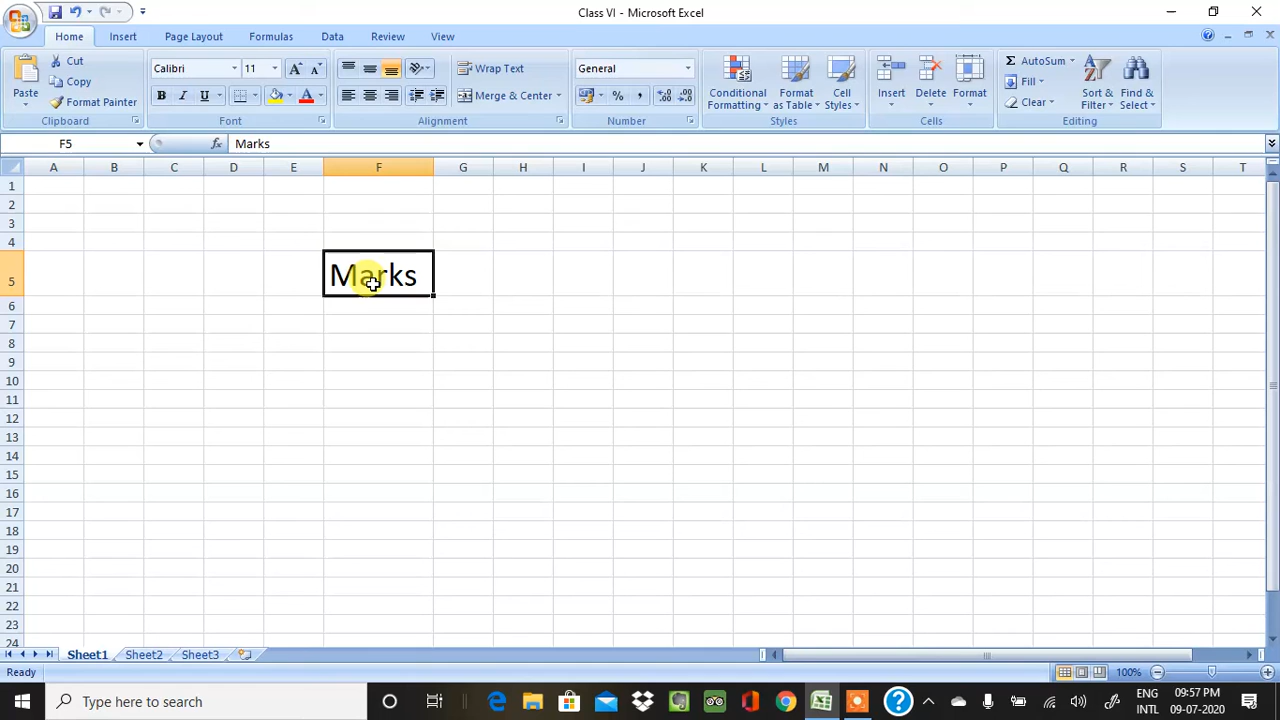 Class VI - Microsoft Excel
Home Insert Page Layout Formulas Data Review View
Paste Cut Calibri 11 Wrap Text General Conditional Formatting Format as Table Cell Styles Insert Delete Format AutoSum Sort & Filter Find & Select
Copy Fill
Format Painter B I U Merge & Center % , Clear
Clipboard Font Alignment Number Styles Cells Editing
F5 fx Marks
A B C D E F G H I J K L M N O P Q R S T
1
2
3
4
5 Marks
6
7
8
9
10
11
12
13
14
15
16
17
18
19
20
21
22
23
24
Sheet1 Sheet2 Sheet3
Ready 100%
Type here to search ENG 09:57 PM
INTL 09-07-2020